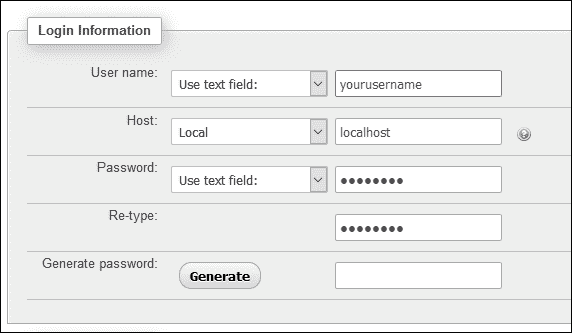 Login Information
User name: Use text field: yourusername
Host: Local localhost
Password: Use text field: ●●●●●●●●
Re-type: ●●●●●●●●
Generate password: Generate